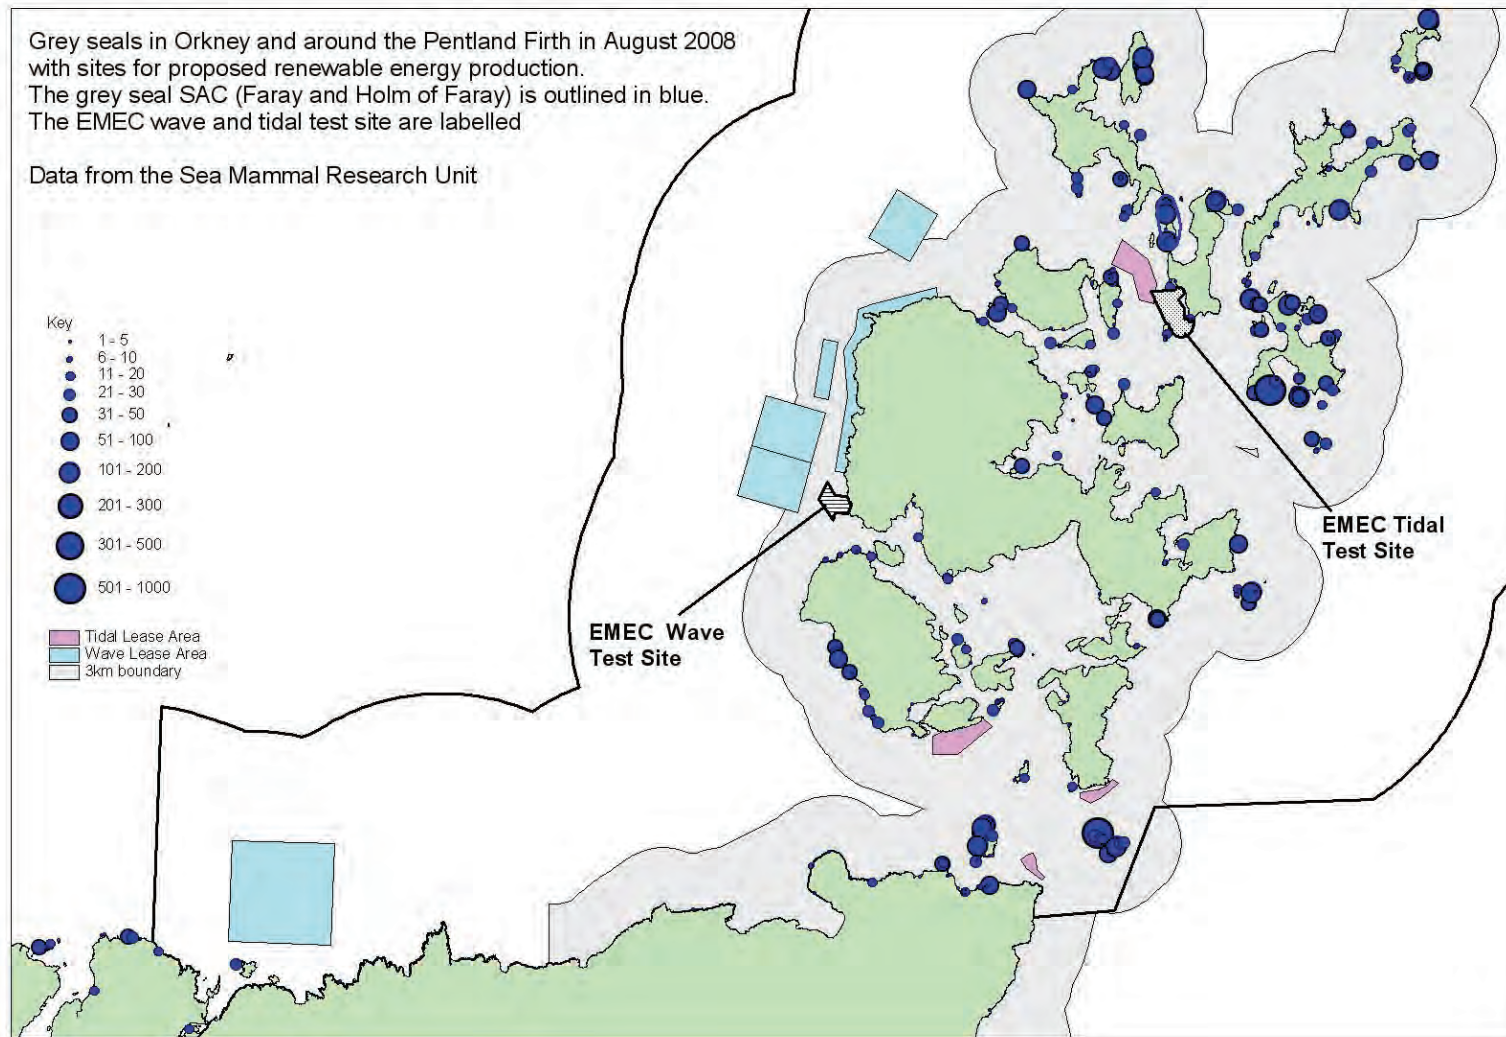 Grey seals in Orkney and around the Pentland Firth in August 2008
with sites for proposed renewable energy production.
The grey seal SAC (Faray and Holm of Faray) is outlined in blue.
The EMEC wave and tidal test site are labelled
Data from the Sea Mammal Research Unit
Key
1 - 5
6 - 10
11 - 20
21 - 30
31 - 50
51 - 100
101 - 200
201 - 300
301 - 500
501 - 1000
Tidal Lease Area
Wave Lease Area
3km boundary
EMEC Wave
Test Site
EMEC Tidal
Test Site